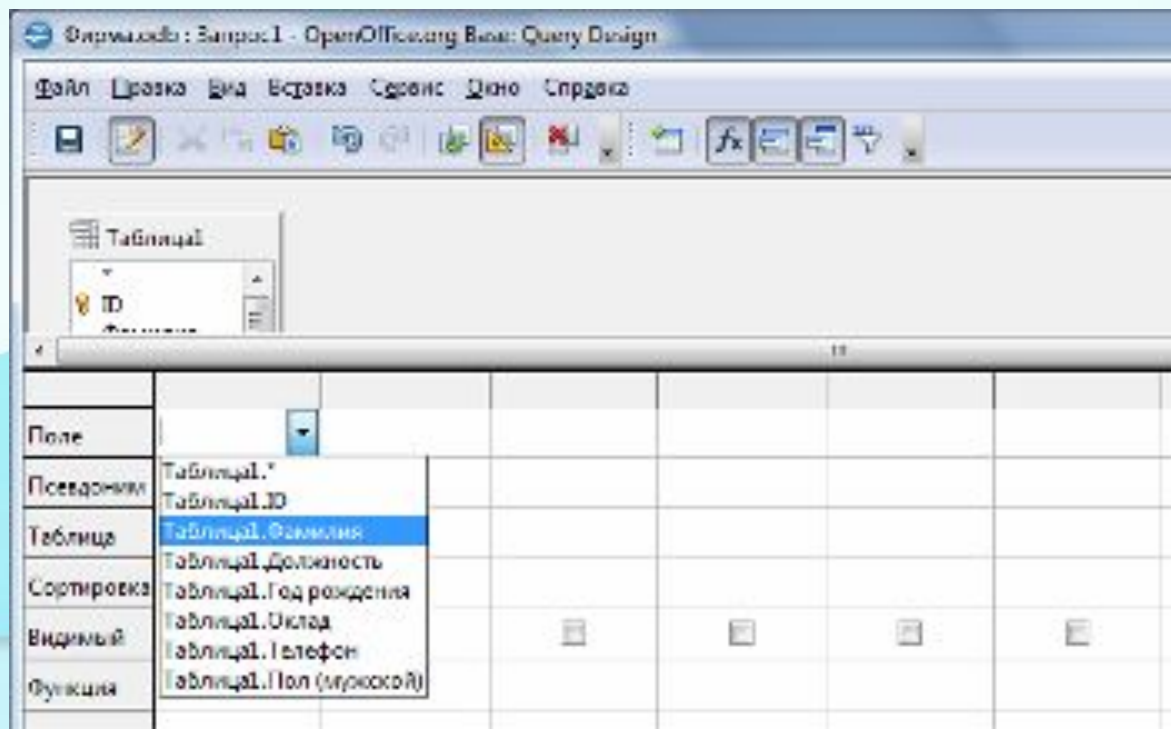 Фирма.odb : Запрос1 - OpenOffice.org Base: Query Design
Файл Правка Вид Вставка Сервис Окно Справка
Таблица1
*
ID
Фамилия
Поле
Псевдоним
Таблица
Сортировка
Видимый
Функция
Таблица1.*
Таблица1.ID
Таблица1.Фамилия
Таблица1.Должность
Таблица1.Год рождения
Таблица1.Оклад
Таблица1.Телефон
Таблица1.Пол (мужской)